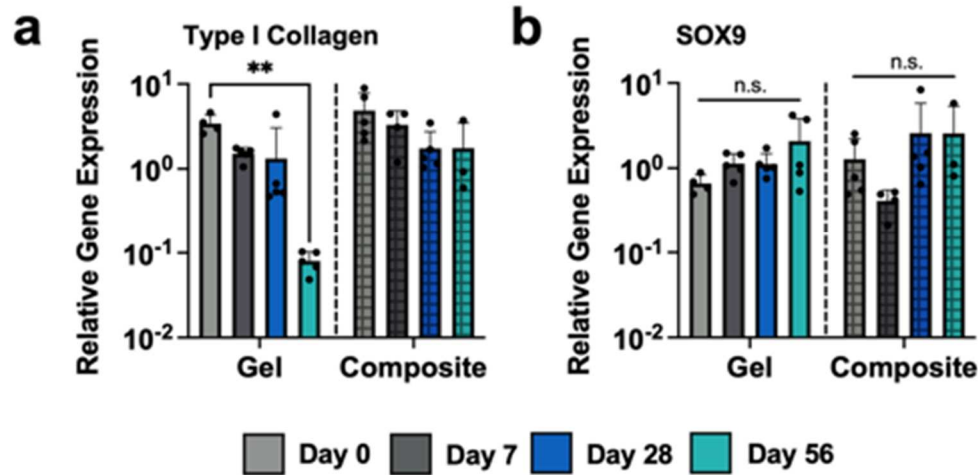 a
Type I Collagen
Relative Gene Expression
10^1
10^0
10^-1
10^-2
**
Gel
Composite
b
SOX9
Relative Gene Expression
10^1
10^0
10^-1
10^-2
n.s.
n.s.
Gel
Composite
Day 0
Day 7
Day 28
Day 56